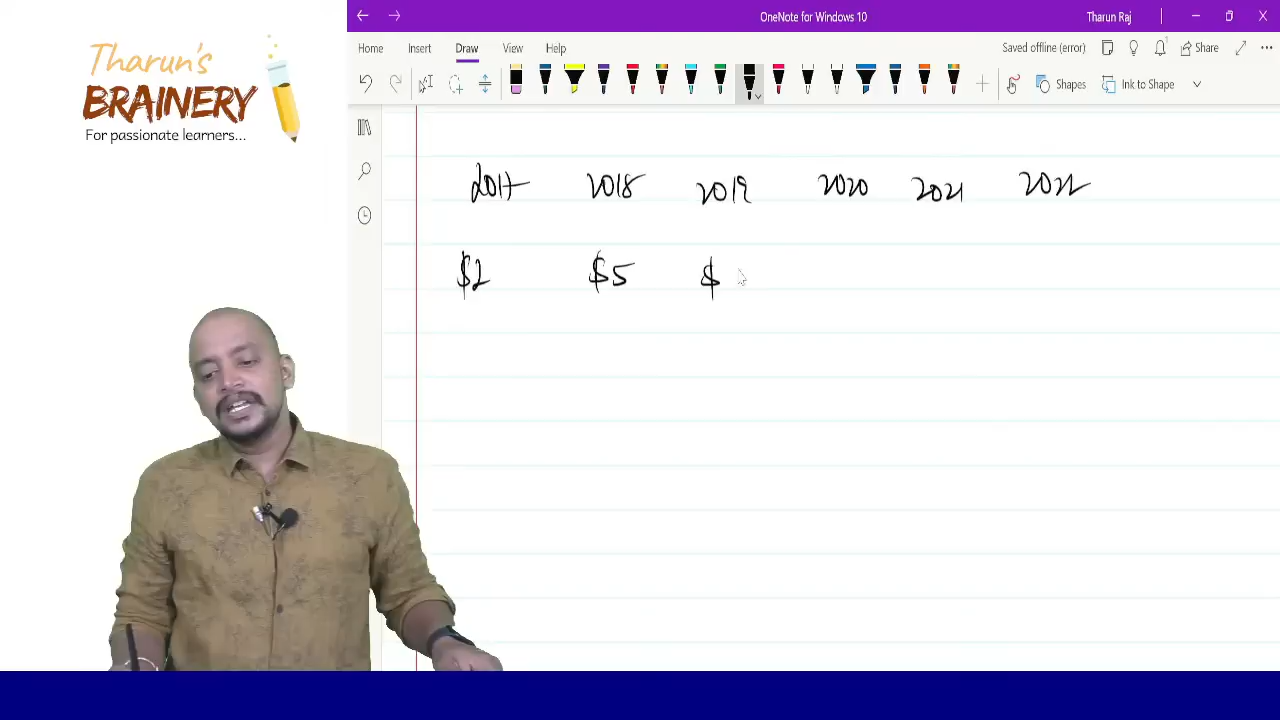 OneNote for Windows 10
Tharun Raj
Tharun's
BRAINERY
For passionate learners...
Home Insert Draw View Help
Saved offline (error)
Share
Shapes
Ink to Shape
2017 2018 2019 2020 2021 2022
$2 $5 $